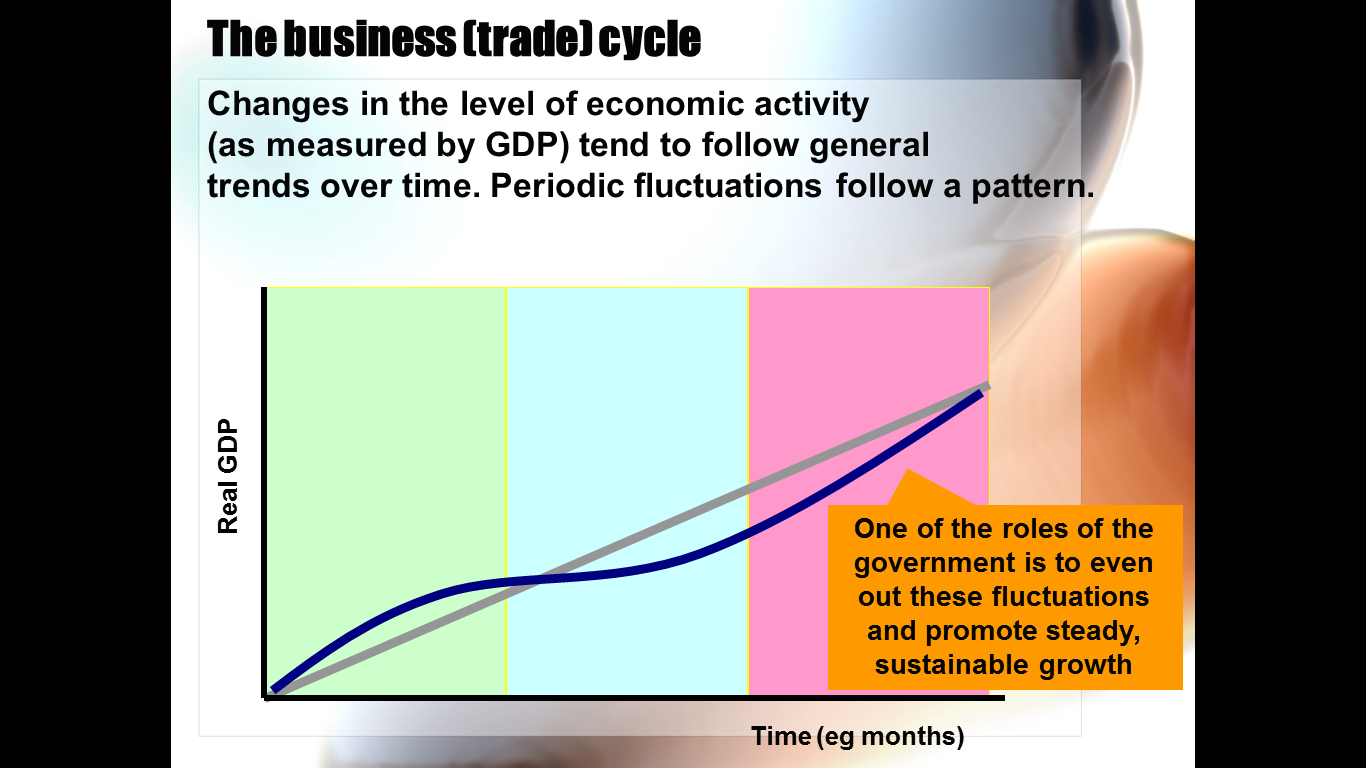 The business (trade) cycle
Changes in the level of economic activity
(as measured by GDP) tend to follow general
trends over time. Periodic fluctuations follow a pattern.
Real GDP
One of the roles of the
government is to even
out these fluctuations
and promote steady,
sustainable growth
Time (eg months)